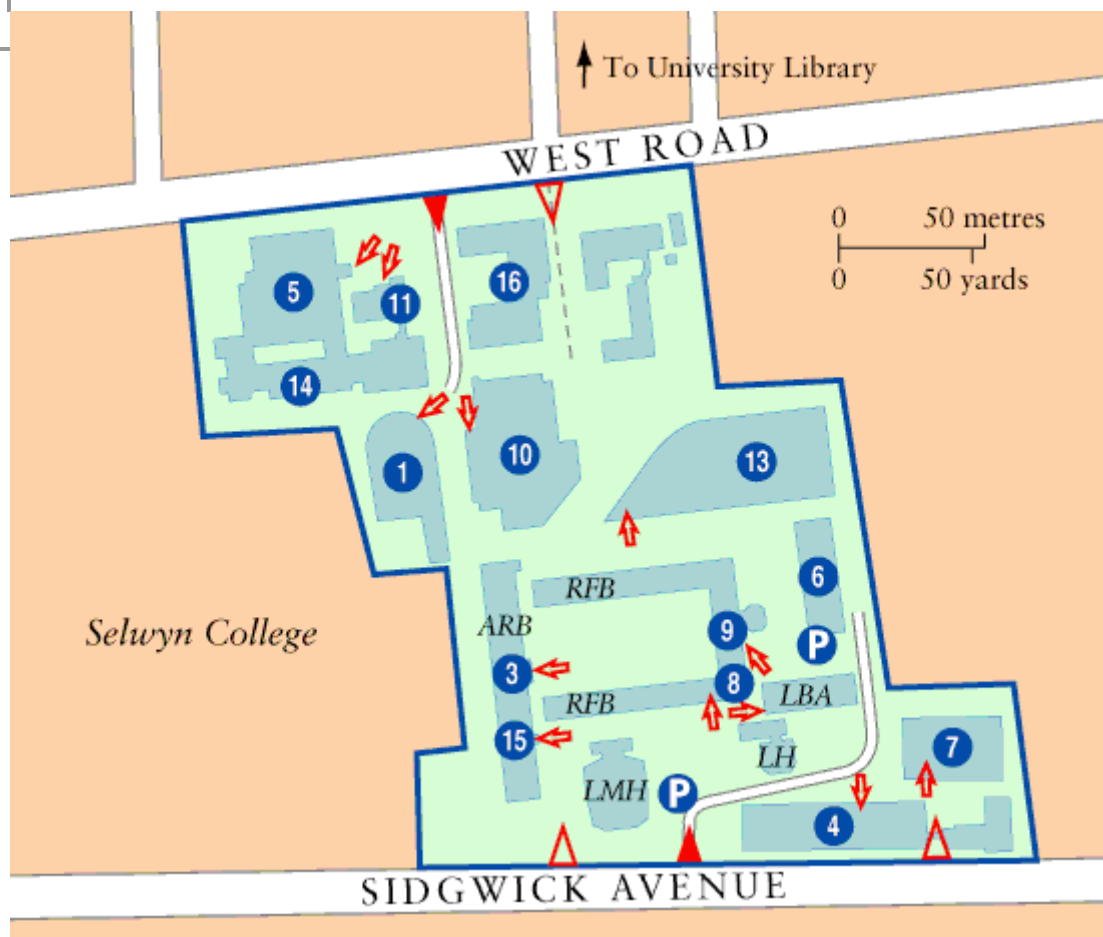 To University Library
WEST ROAD
0 50 metres
0 50 yards
5
11
16
14
1
10
13
6
RFB
ARB
9
Selwyn College
P
3
8
LBA
RFB
15
7
LH
LMH
P
4
SIDGWICK AVENUE